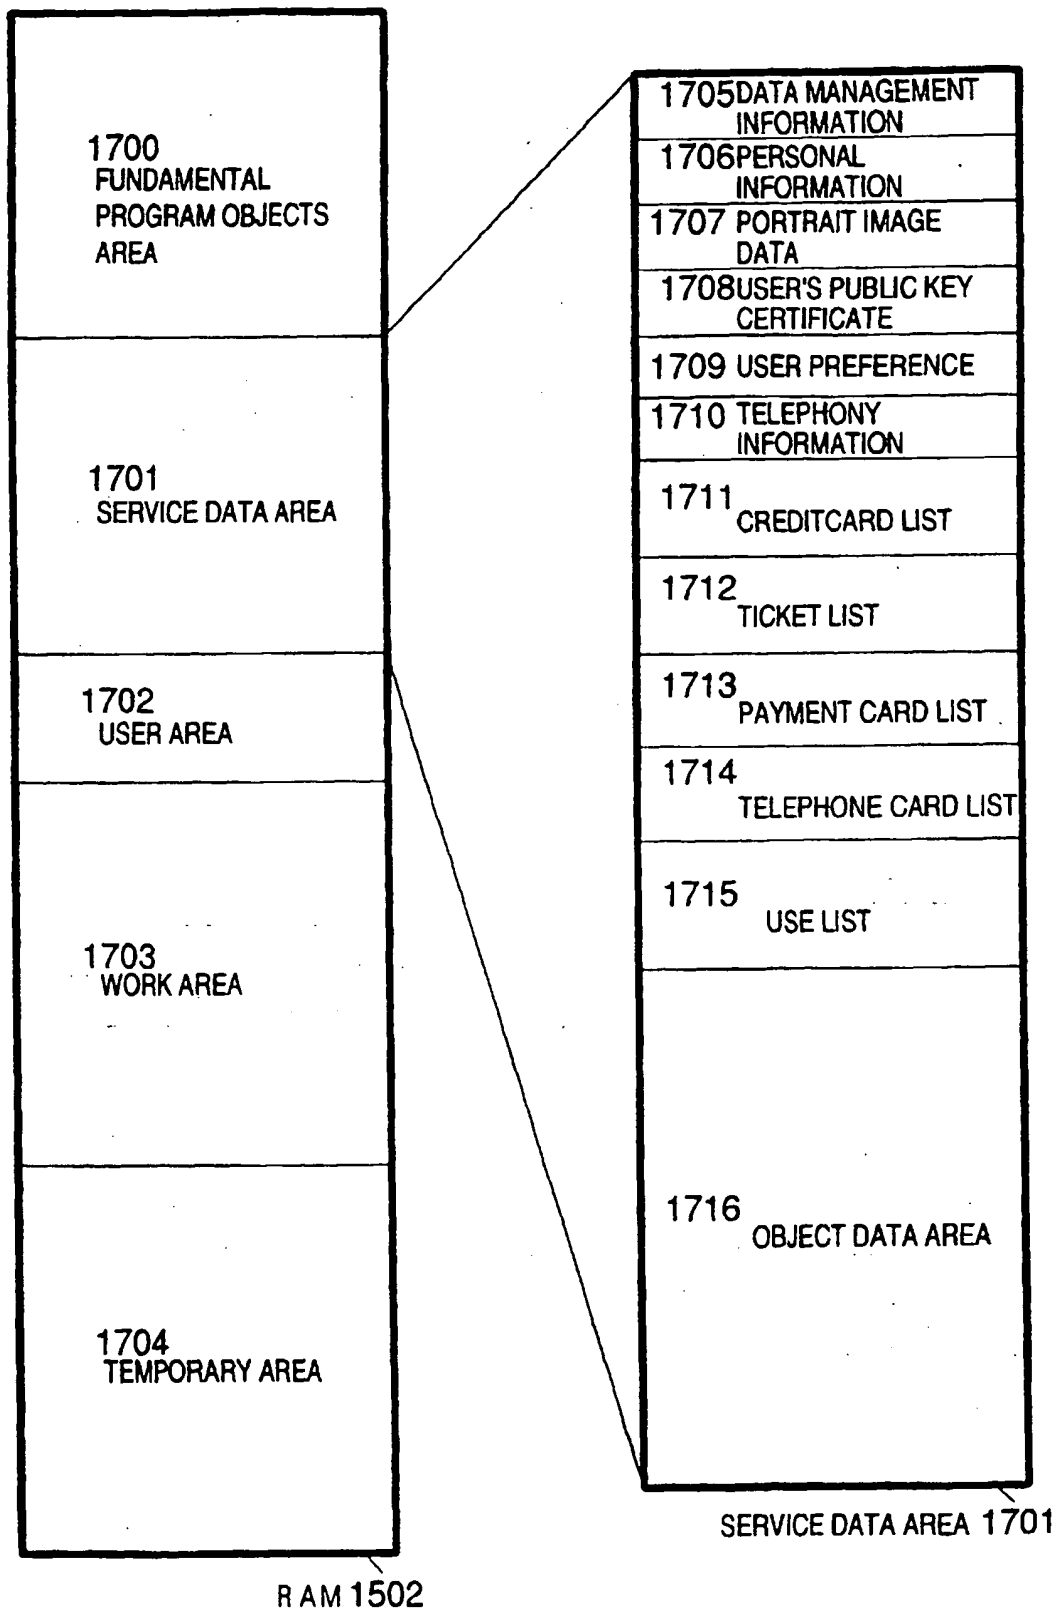 1700
FUNDAMENTAL
PROGRAM OBJECTS
AREA
1701
SERVICE DATA AREA
1702
USER AREA
1703
WORK AREA
1704
TEMPORARY AREA
RAM 1502
1705 DATA MANAGEMENT
INFORMATION
1706 PERSONAL
INFORMATION
1707 PORTRAIT IMAGE
DATA
1708 USER'S PUBLIC KEY
CERTIFICATE
1709 USER PREFERENCE
1710 TELEPHONY
INFORMATION
1711
CREDITCARD LIST
1712
TICKET LIST
1713
PAYMENT CARD LIST
1714
TELEPHONE CARD LIST
1715
USE LIST
1716
OBJECT DATA AREA
SERVICE DATA AREA 1701